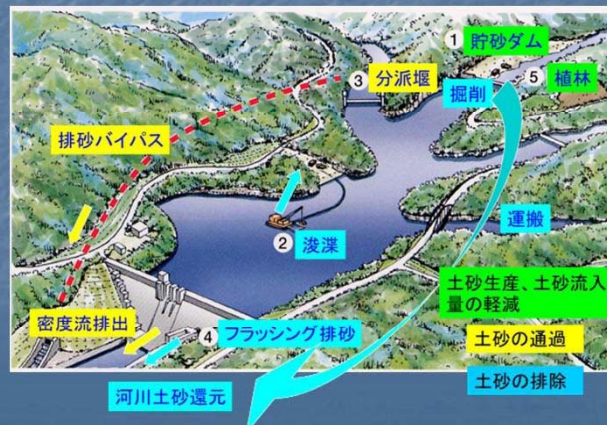 ① 貯砂ダム
③ 分派堰
⑤ 植林
掘削
排砂バイパス
② 浚渫
運搬
土砂生産、土砂流入
量の軽減
密度流排出
④ フラッシング排砂
土砂の通過
土砂の排除
河川土砂還元